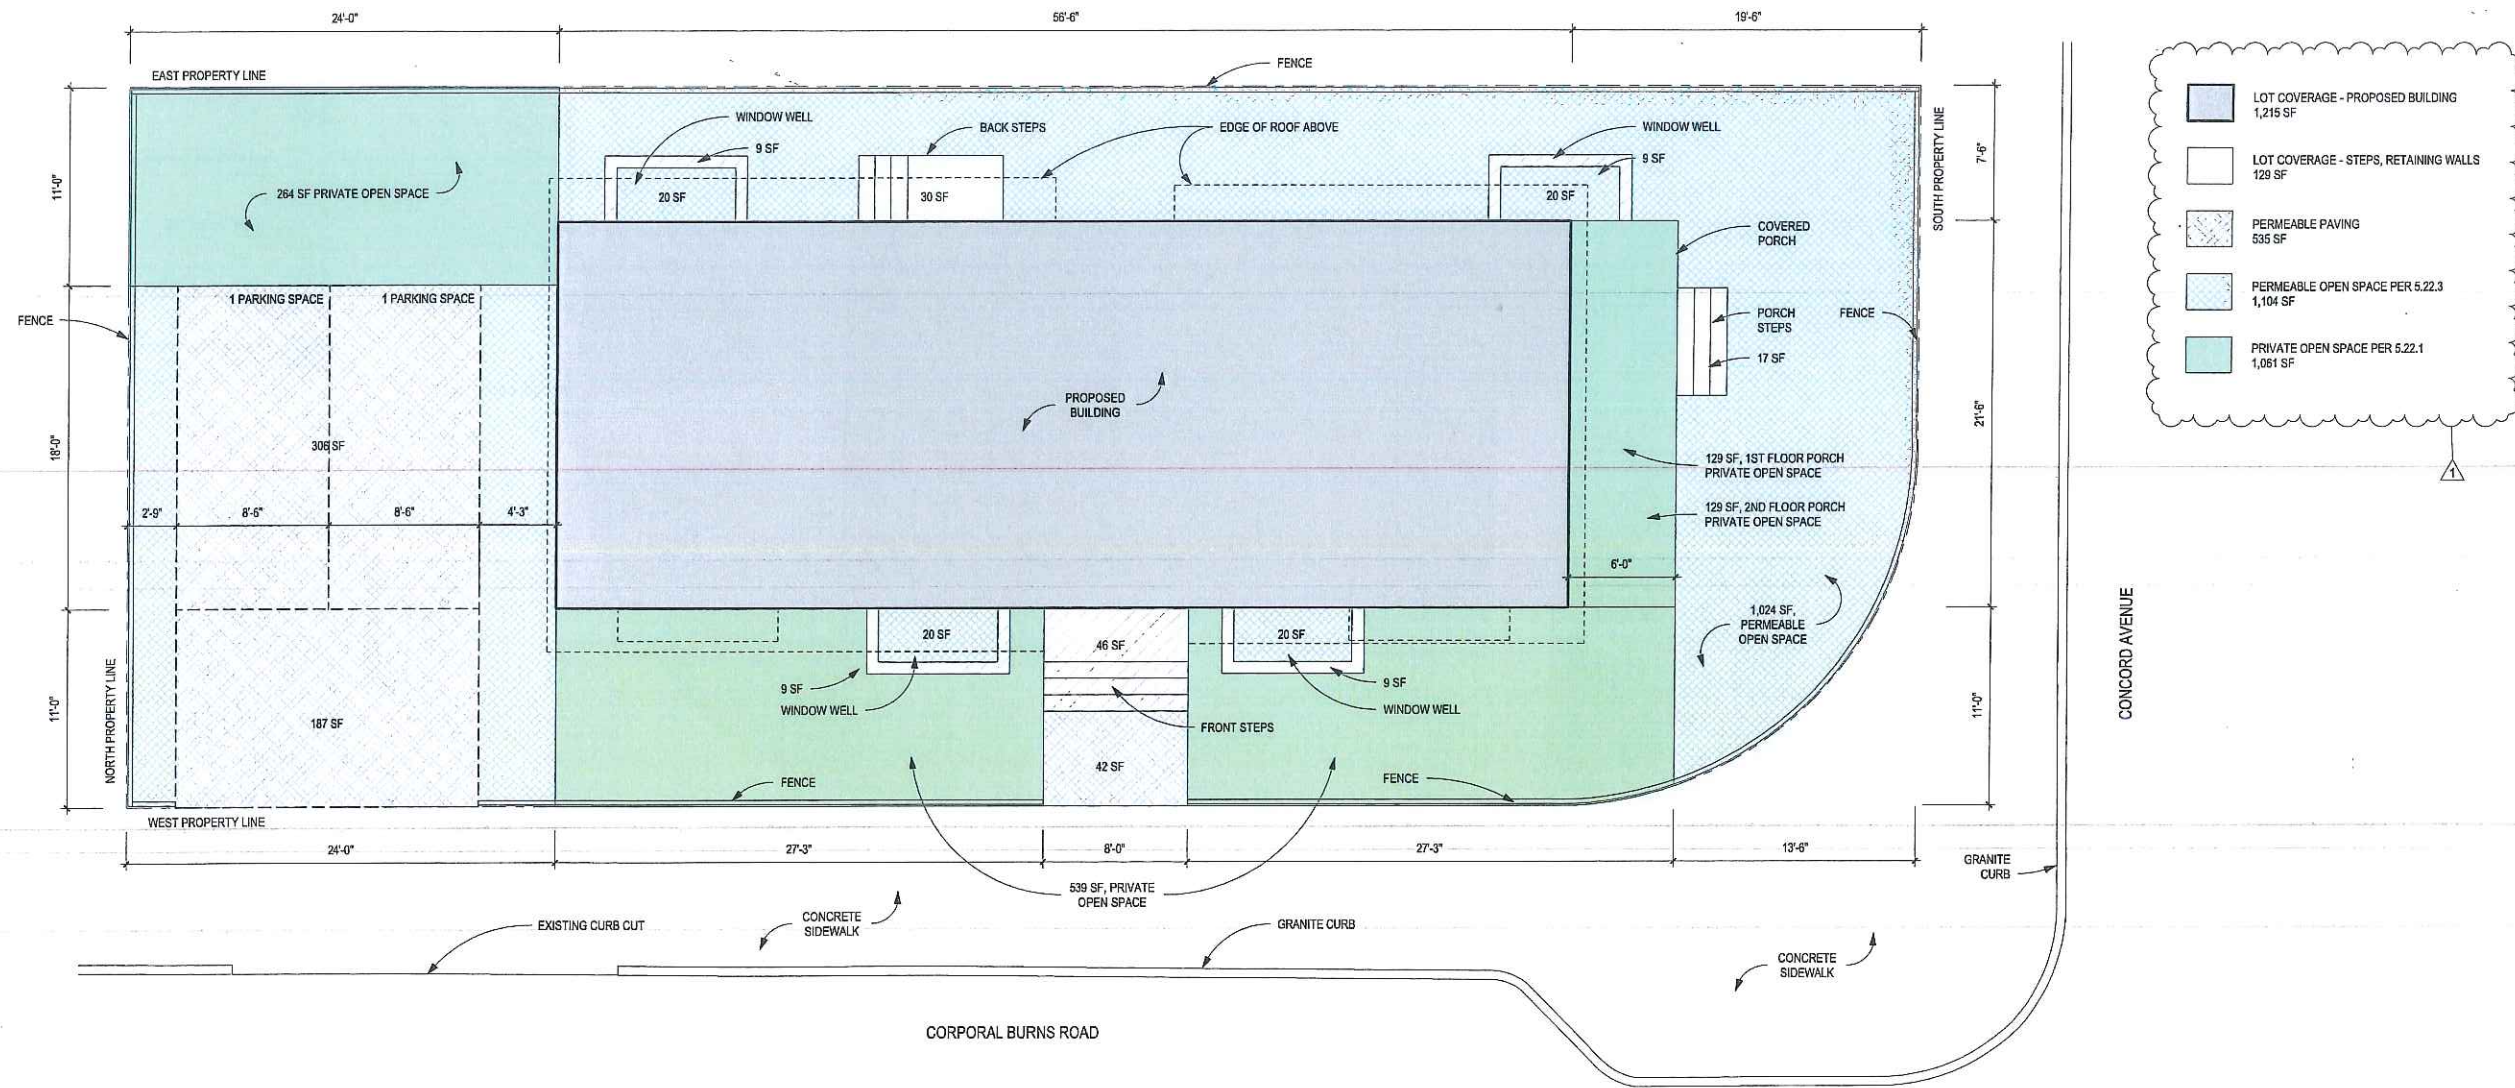 24'-0"
56'-6"
19'-6"
EAST PROPERTY LINE
FENCE
WINDOW WELL
9 SF
20 SF
BACK STEPS
30 SF
EDGE OF ROOF ABOVE
WINDOW WELL
9 SF
20 SF
SOUTH PROPERTY LINE
7'-6"
11'-0"
264 SF PRIVATE OPEN SPACE
COVERED
PORCH
1 PARKING SPACE
1 PARKING SPACE
FENCE
PORCH
STEPS
FENCE
17 SF
PROPOSED
BUILDING
21'-6"
18'-0"
306 SF
129 SF, 1ST FLOOR PORCH
PRIVATE OPEN SPACE
129 SF, 2ND FLOOR PORCH
PRIVATE OPEN SPACE
2'-9"
8'-6"
8'-6"
4'-3"
6'-0"
1,024 SF,
PERMEABLE
OPEN SPACE
20 SF
46 SF
20 SF
9 SF
WINDOW WELL
9 SF
WINDOW WELL
FRONT STEPS
11'-0"
NORTH PROPERTY LINE
187 SF
42 SF
11'-0"
FENCE
FENCE
WEST PROPERTY LINE
24'-0"
27'-3"
8'-0"
27'-3"
13'-6"
539 SF, PRIVATE
OPEN SPACE
GRANITE
CURB
EXISTING CURB CUT
CONCRETE
SIDEWALK
GRANITE CURB
CONCRETE
SIDEWALK
CORPORAL BURNS ROAD
CONCORD AVENUE
LOT COVERAGE - PROPOSED BUILDING
1,215 SF
LOT COVERAGE - STEPS, RETAINING WALLS
129 SF
PERMEABLE PAVING
535 SF
PERMEABLE OPEN SPACE PER 5.22.3
1,104 SF
PRIVATE OPEN SPACE PER 5.22.1
1,061 SF
1